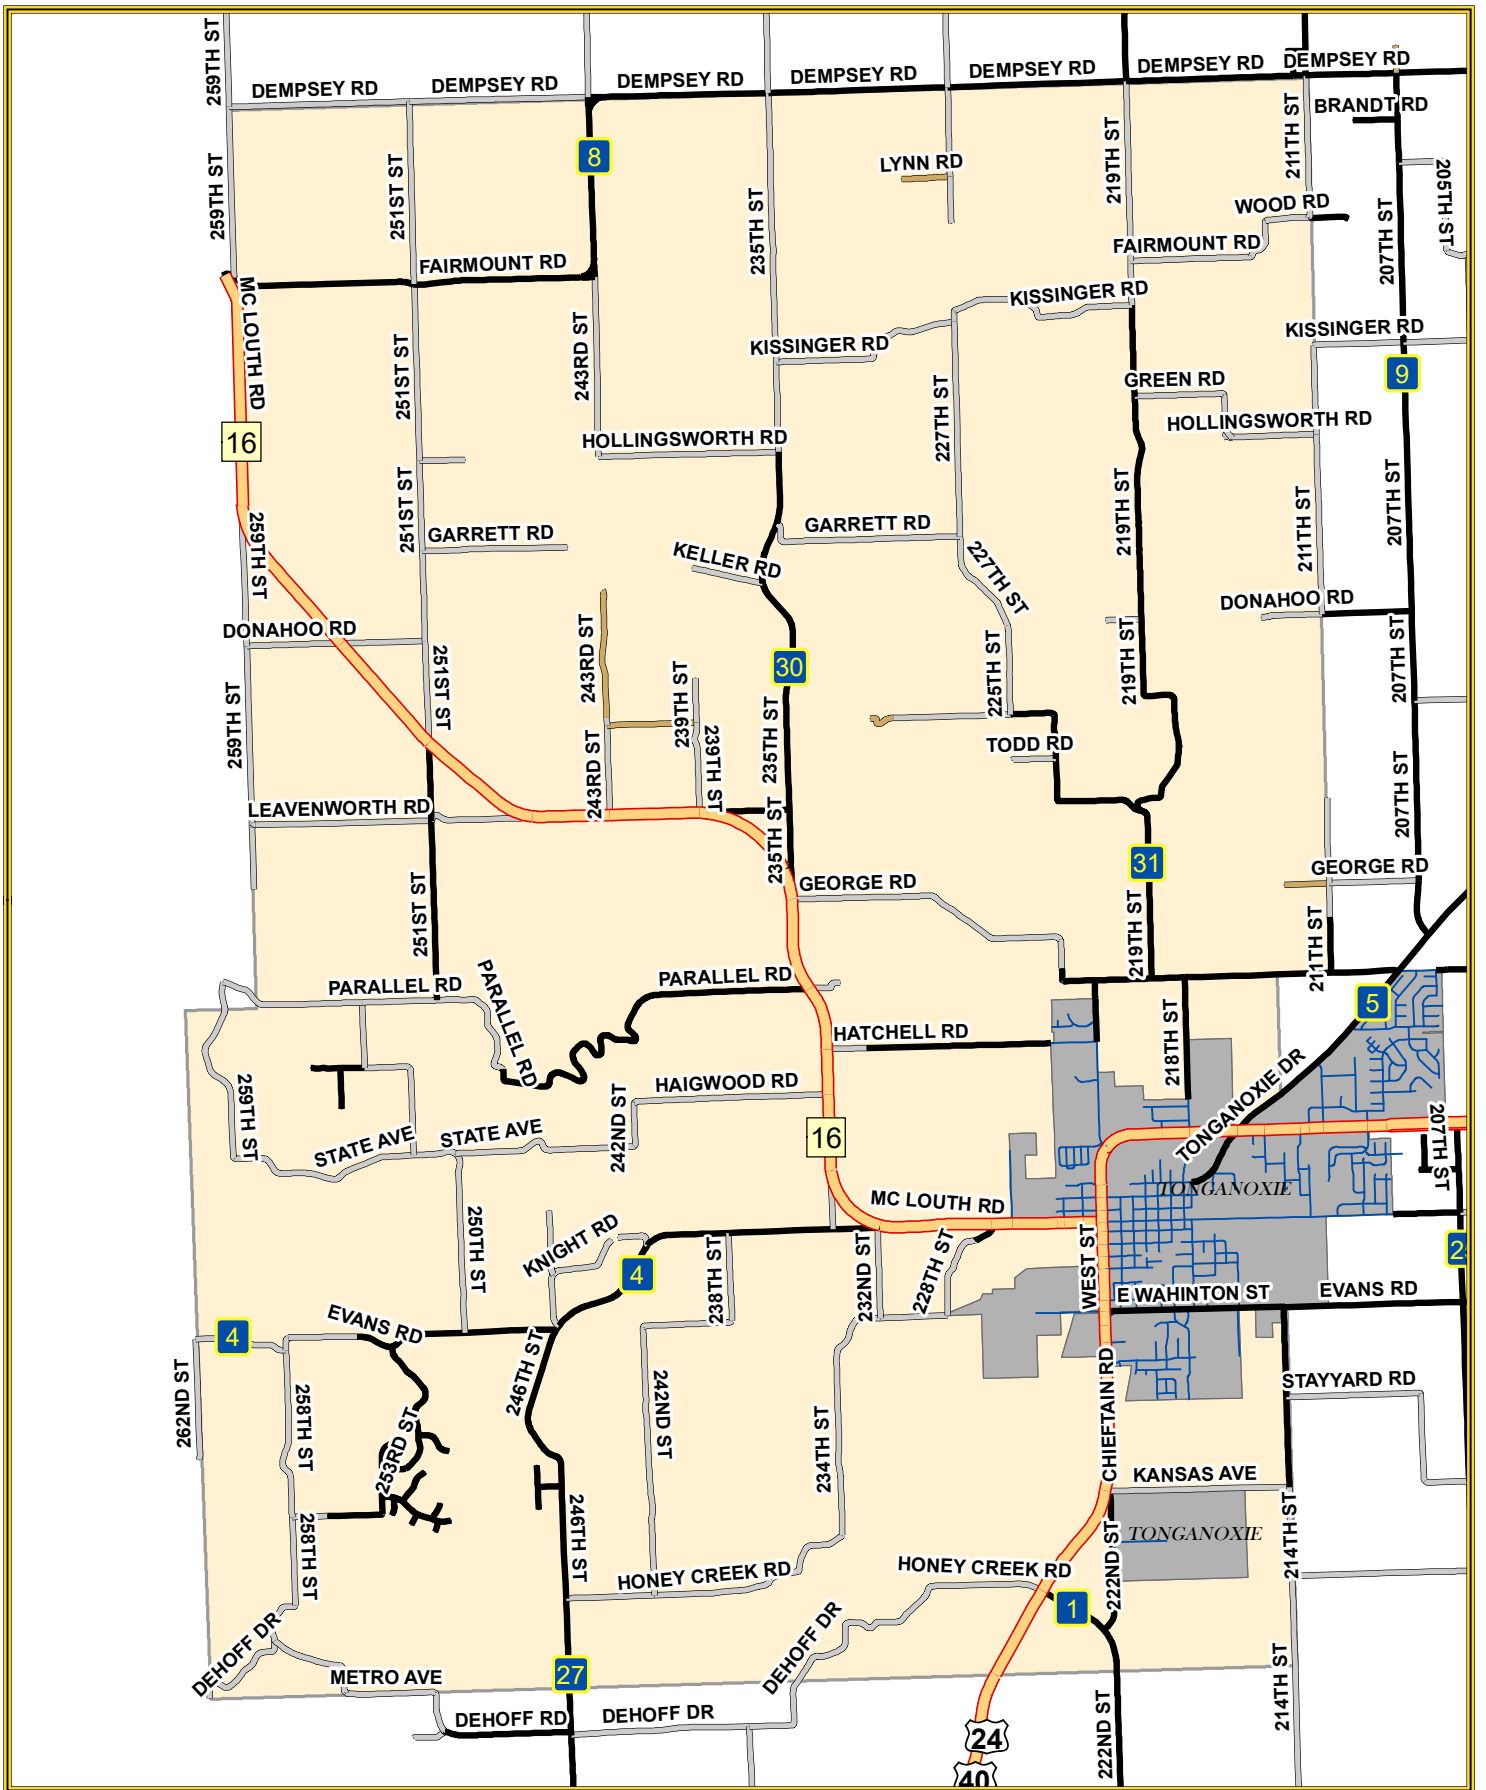 259TH ST
DEMPSEY RD
DEMPSEY RD
DEMPSEY RD
DEMPSEY RD
DEMPSEY RD
DEMPSEY RD
DEMPSEY RD
BRANDT RD
211TH ST
219TH ST
8
LYNN RD
259TH ST
251ST ST
235TH ST
205TH ST
WOOD RD
207TH ST
FAIRMOUNT RD
FAIRMOUNT RD
MC LOUTH RD
KISSINGER RD
KISSINGER RD
KISSINGER RD
243RD ST
251ST ST
227TH ST
GREEN RD
9
HOLLINGSWORTH RD
HOLLINGSWORTH RD
16
251ST ST
219TH ST
211TH ST
207TH ST
GARRETT RD
GARRETT RD
259TH ST
KELLER RD
227TH ST
DONAHOO RD
DONAHOO RD
243RD ST
251ST ST
239TH ST
30
225TH ST
219TH ST
207TH ST
259TH ST
235TH ST
TODD RD
243RD ST
239TH ST
207TH ST
LEAVENWORTH RD
235TH ST
31
GEORGE RD
GEORGE RD
251ST ST
219TH ST
211TH ST
PARALLEL RD
PARALLEL RD
PARALLEL RD
5
HATCHELL RD
218TH ST
TONGANOXIE DR
259TH ST
HAIGWOOD RD
242ND ST
STATE AVE
STATE AVE
16
207TH ST
TONGANOXIE
MC LOUTH RD
250TH ST
KNIGHT RD
4
238TH ST
232ND ST
228TH ST
WEST ST
E WAHINTON ST
EVANS RD
EVANS RD
4
262ND ST
258TH ST
253RD ST
246TH ST
242ND ST
234TH ST
CHIEFTAIN RD
STAYYARD RD
KANSAS AVE
TONGANOXIE
214TH ST
222ND ST
258TH ST
246TH ST
HONEY CREEK RD
HONEY CREEK RD
1
DEHOFF DR
DEHOFF DR
METRO AVE
27
214TH ST
DEHOFF RD
DEHOFF DR
222ND ST
24
40